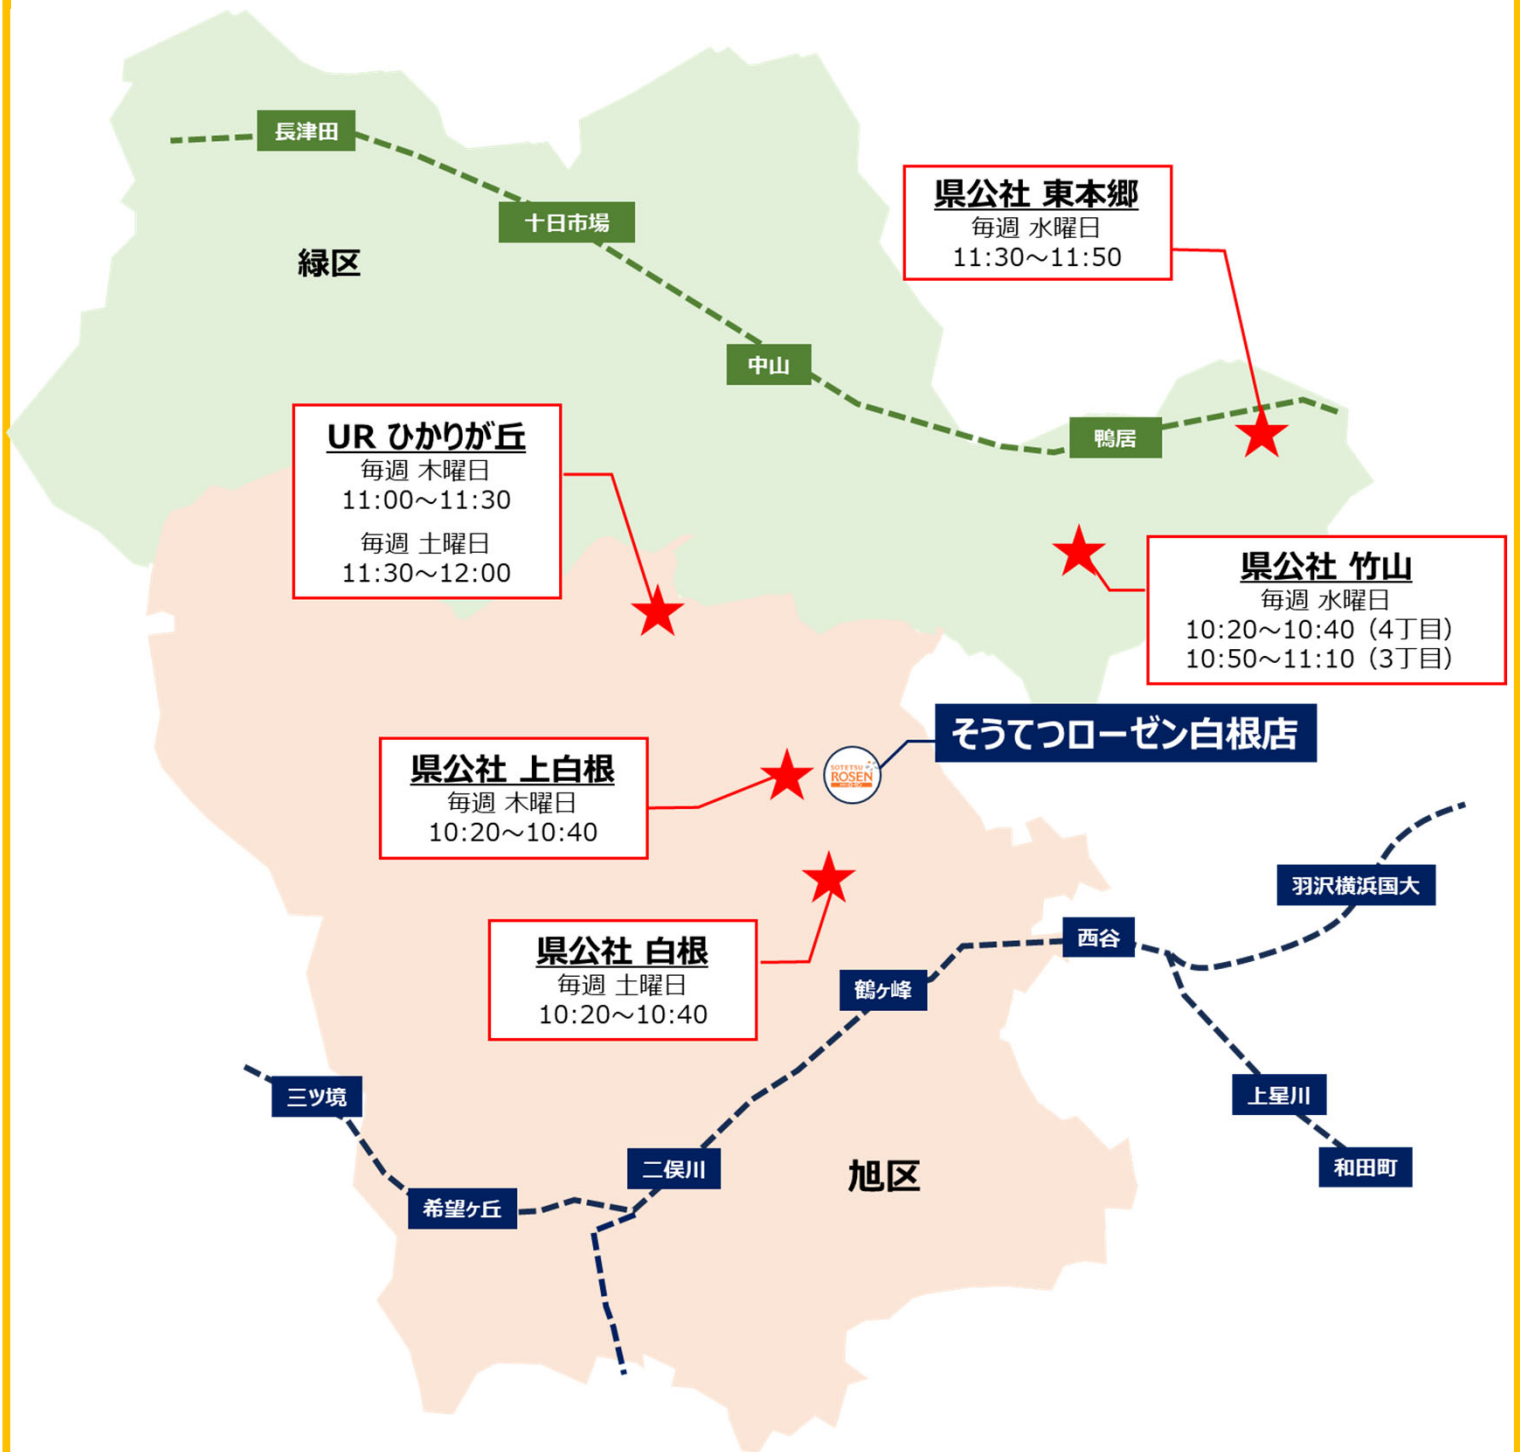 長津田
十日市場
緑区
県公社 東本郷
毎週 水曜日
11:30～11:50
中山
鴨居
UR ひかりが丘
毎週 木曜日
11:00～11:30
毎週 土曜日
11:30～12:00
県公社 竹山
毎週 水曜日
10:20～10:40（4丁目）
10:50～11:10（3丁目）
そうてつローゼン白根店
SOTETSU
ROSEN
県公社 上白根
毎週 木曜日
10:20～10:40
羽沢横浜国大
西谷
県公社 白根
毎週 土曜日
10:20～10:40
鶴ヶ峰
三ツ境
上星川
二俣川
旭区
和田町
希望ヶ丘